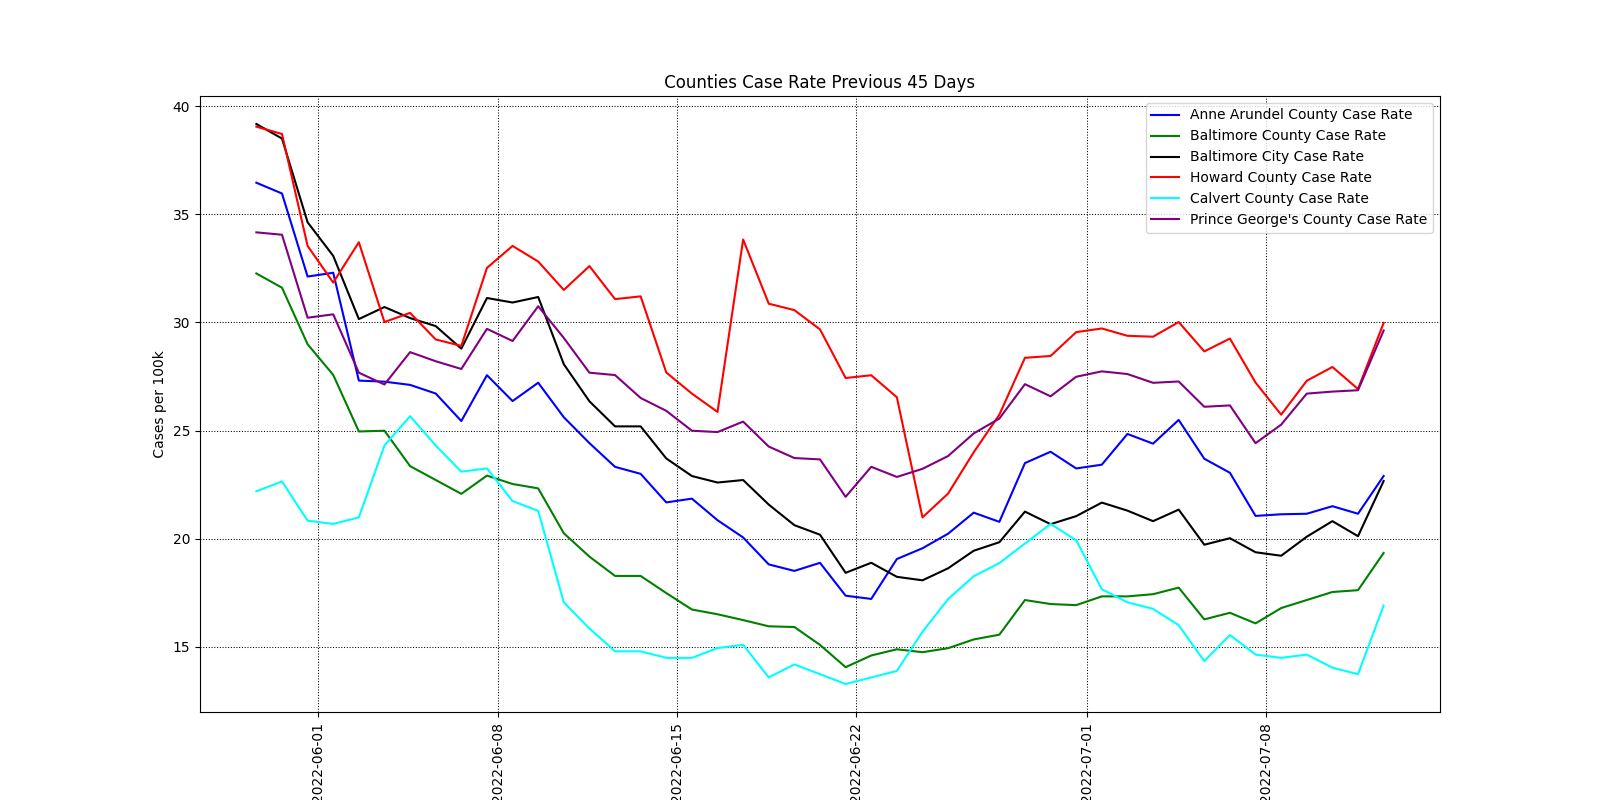 Counties Case Rate Previous 45 Days
Cases per 100k
40
35
30
25
20
15
Anne Arundel County Case Rate
Baltimore County Case Rate
Baltimore City Case Rate
Howard County Case Rate
Calvert County Case Rate
Prince George's County Case Rate
2022-06-01
2022-06-08
2022-06-15
2022-06-22
2022-07-01
2022-07-08